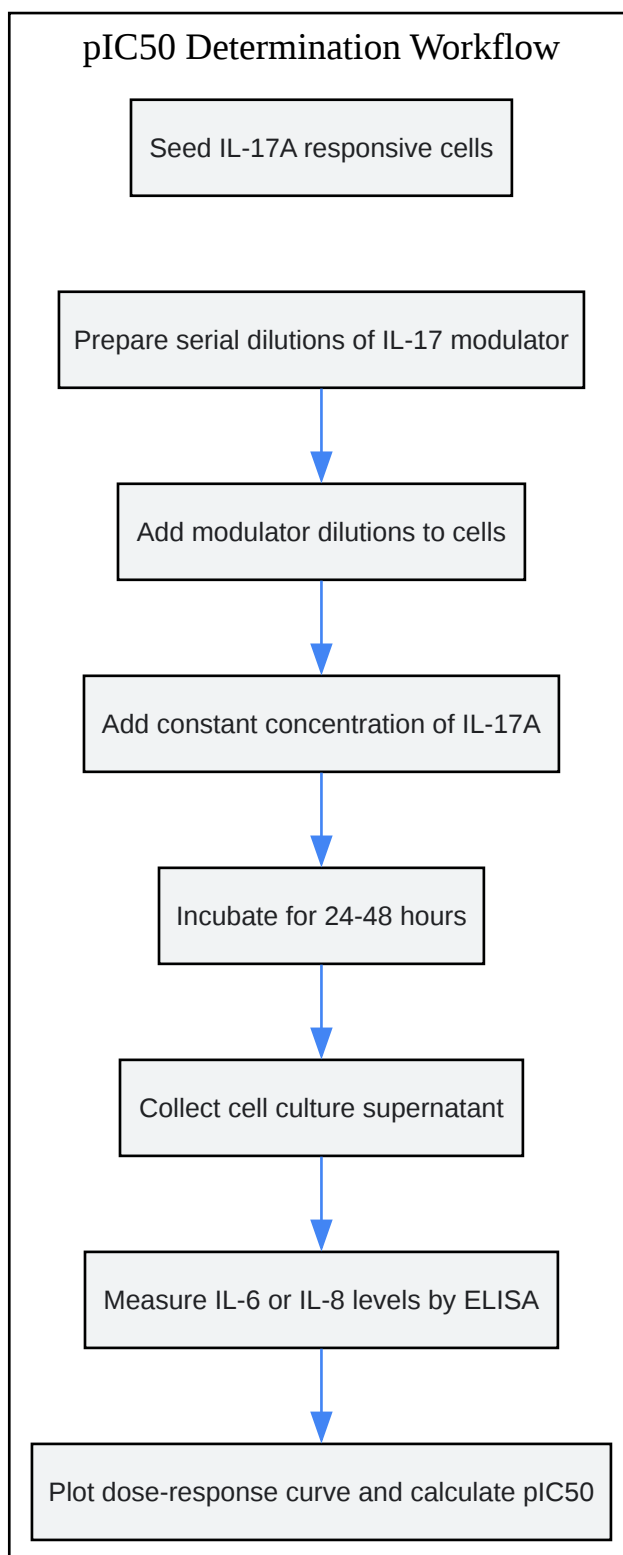 pIC50 Determination Workflow
Seed IL-17A responsive cells
Prepare serial dilutions of IL-17 modulator
Add modulator dilutions to cells
Add constant concentration of IL-17A
Incubate for 24-48 hours
Collect cell culture supernatant
Measure IL-6 or IL-8 levels by ELISA
Plot dose-response curve and calculate pIC50